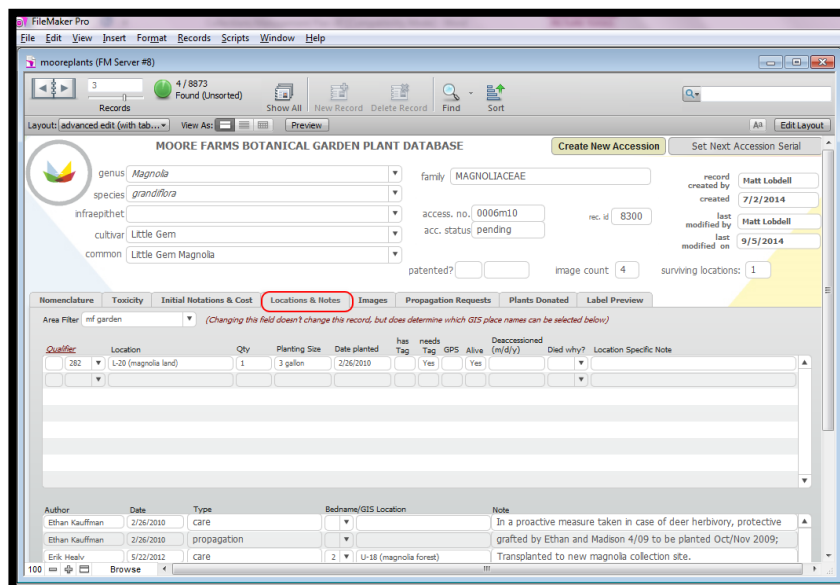 FileMaker Pro
File Edit View Insert Format Records Scripts Window Help
mooreplants (FM Server #8)
3
4 / 8873
Found (Unsorted)
Records
Show All New Record Delete Record Find Sort
Layout: advanced edit (with tab... View As: Preview Aa Edit Layout
MOORE FARMS BOTANICAL GARDEN PLANT DATABASE
Create New Accession Set Next Accession Serial
genus Magnolia
species grandiflora
infraepithet
cultivar Little Gem
common Little Gem Magnolia
family MAGNOLIACEAE
access. no. 0006m10
acc. status pending
rec. id 8300
patented? image count 4 surviving locations: 1
record created by Matt Lobdell
created 7/2/2014
last modified by Matt Lobdell
last modified on 9/5/2014
Nomenclature Toxicity Initial Notations & Cost Locations & Notes Images Propagation Requests Plants Donated Label Preview
Area Filter mf garden (Changing this field doesn't change this record, but does determine which GIS place names can be selected below)
Qualifier Location Qty Planting Size Date planted has Tag needs Tag GPS Alive Deaccessioned (m/d/y) Died why? Location Specific Note
282 L-20 (magnolia land) 1 3 gallon 2/26/2010 Yes Yes
Author Date Type Bedname/GIS Location Note
Ethan Kauffman 2/26/2010 care In a proactive measure taken in case of deer herbivory, protective
Ethan Kauffman 2/26/2010 propagation grafted by Ethan and Madison 4/09 to be planted Oct/Nov 2009;
Erik Healy 5/22/2012 care 2 U-18 (magnolia forest) Transplanted to new magnolia collection site.
100 Browse